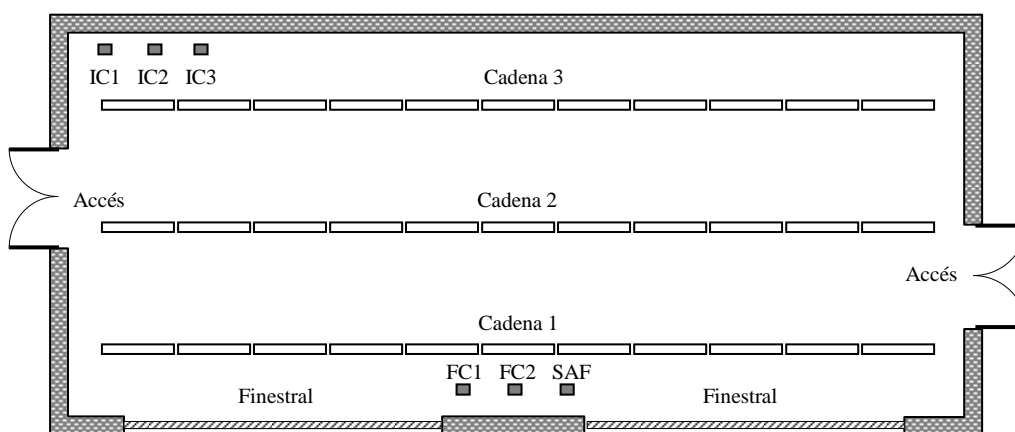 IC1 IC2 IC3
Cadena 3
Accés
Cadena 2
Accés
Cadena 1
FC1 FC2 SAF
Finestral
Finestral